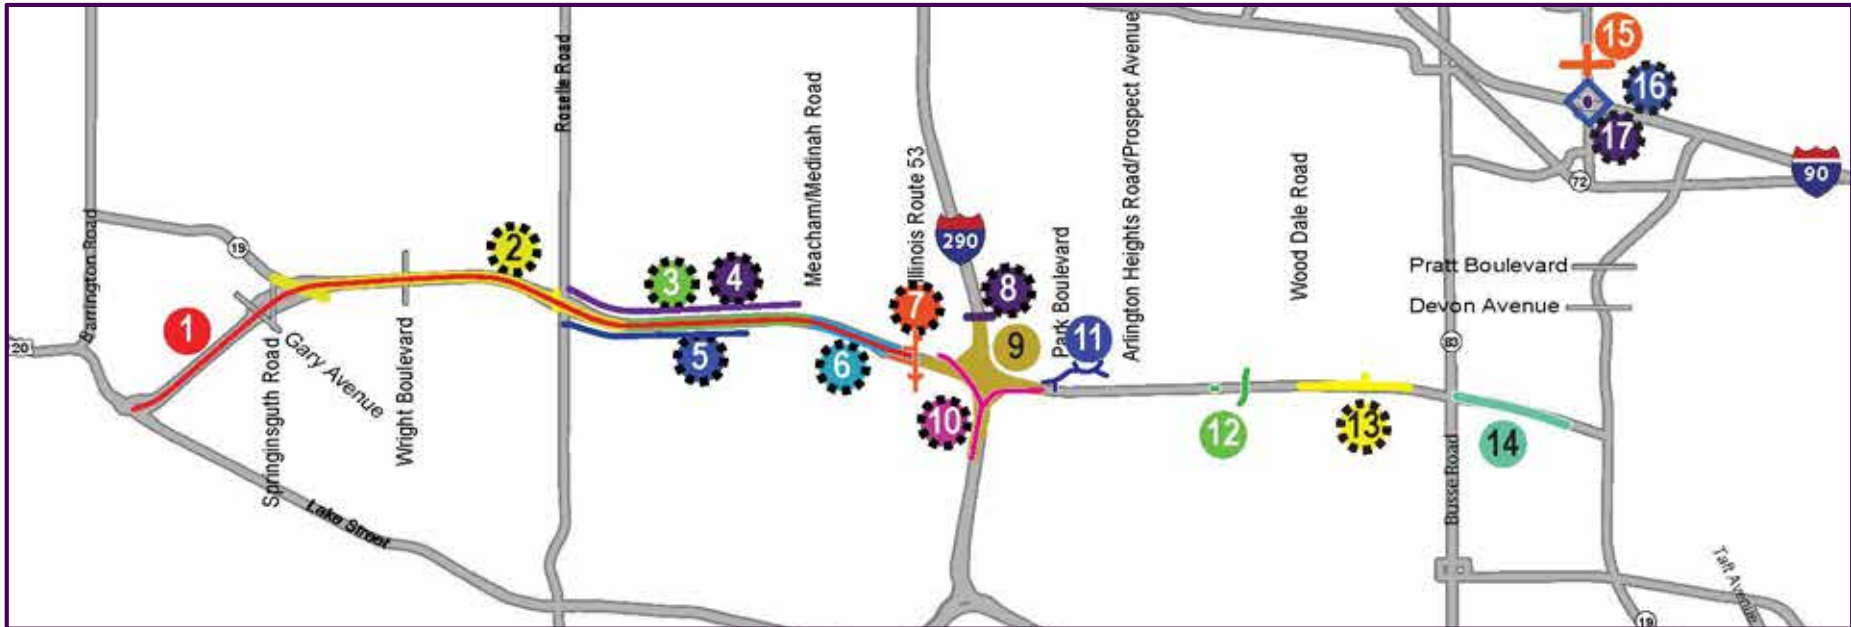 15
16
17
90
72
Roselle Road
Meacham/Medinah Road
Illinois Route 53
Arlington Heights Road/Prospect Avenue
Wood Dale Road
Barrington Road
19
2
3
4
290
8
Park Boulevard
Pratt Boulevard
Devon Avenue
20
1
Springinsguth Road
Gary Avenue
Wright Boulevard
5
6
7
9
11
83
10
12
13
14
Busse Road
Lake Street
Taft Avenue
19